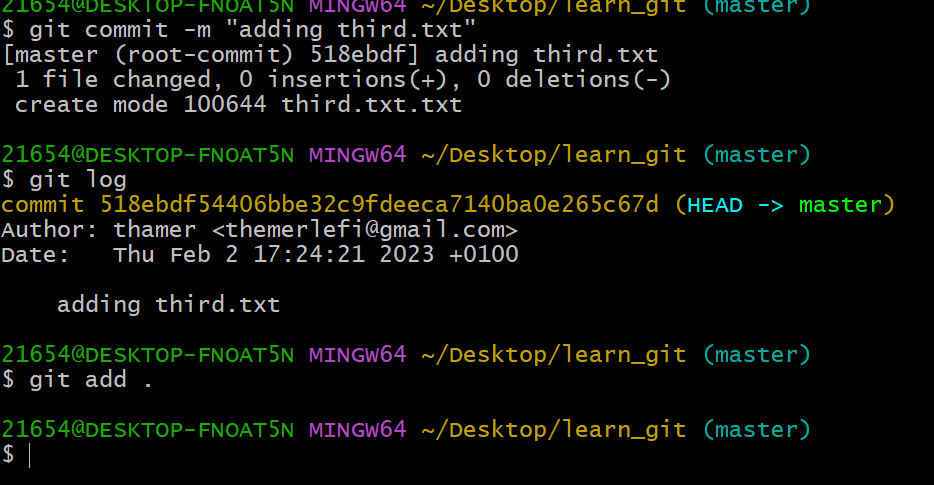 21654@DESKTOP-FNOAT5N MINGW64 ~/Desktop/learn_git (master)
$ git commit -m "adding third.txt"
[master (root-commit) 518ebdf] adding third.txt
 1 file changed, 0 insertions(+), 0 deletions(-)
 create mode 100644 third.txt.txt

21654@DESKTOP-FNOAT5N MINGW64 ~/Desktop/learn_git (master)
$ git log
commit 518ebdf54406bbe32c9fdeeca7140ba0e265c67d (HEAD -> master)
Author: thamer <themerlefi@gmail.com>
Date:   Thu Feb 2 17:24:21 2023 +0100

    adding third.txt

21654@DESKTOP-FNOAT5N MINGW64 ~/Desktop/learn_git (master)
$ git add .

21654@DESKTOP-FNOAT5N MINGW64 ~/Desktop/learn_git (master)
$